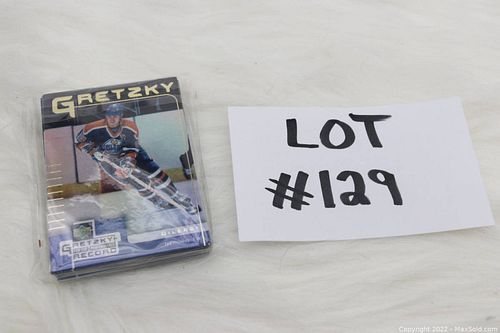 GRETZKY
OILERS
GRETZKY
RECORD
LOT
#129
Copyright 2022 - MaxSold.com